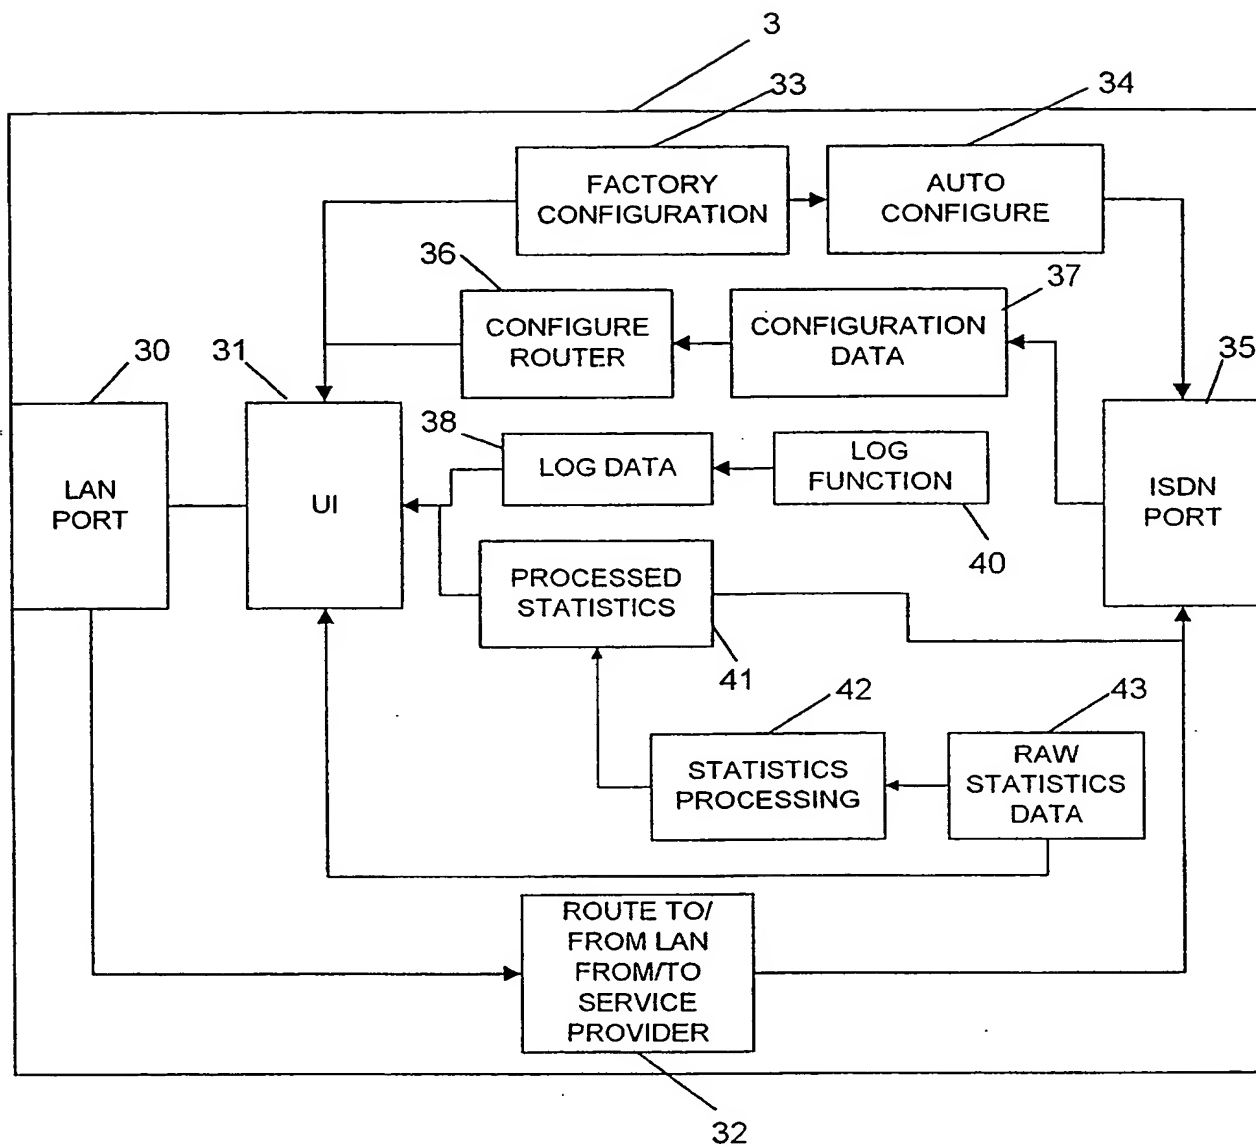 3
33
34
FACTORY
CONFIGURATION
AUTO
CONFIGURE
36
37
CONFIGURE
ROUTER
CONFIGURATION
DATA
30
31
35
38
LAN
PORT
UI
LOG DATA
LOG
FUNCTION
ISDN
PORT
40
PROCESSED
STATISTICS
41
42
43
STATISTICS
PROCESSING
RAW
STATISTICS
DATA
ROUTE TO/
FROM LAN
FROM/TO
SERVICE
PROVIDER
32